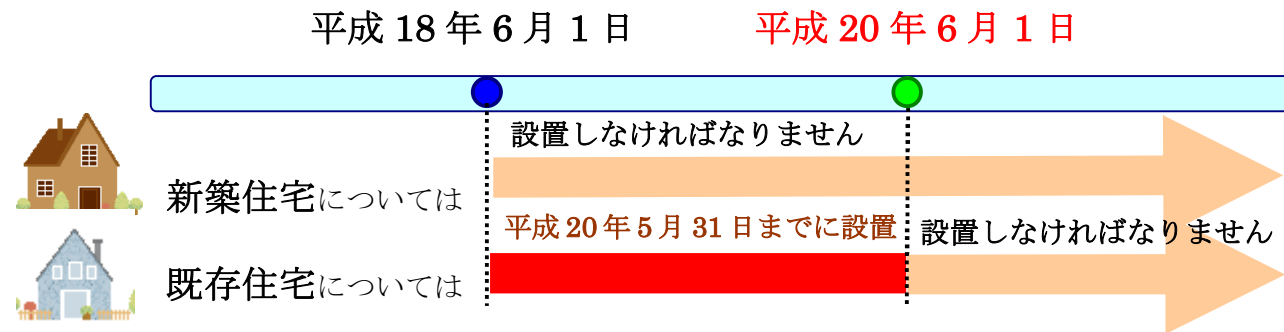 平成 18 年 6 月 1 日
平成 20 年 6 月 1 日
設置しなければなりません
新築住宅については
平成 20 年 5 月 31 日までに設置
設置しなければなりません
既存住宅については